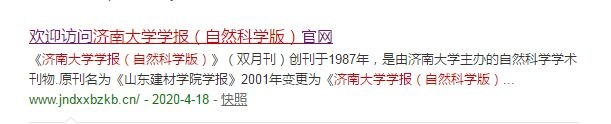 欢迎访问济南大学学报（自然科学版）官网
《济南大学学报（自然科学版）》（双月刊）创刊于1987年，是由济南大学主办的自然科学学术
刊物.原刊名为《山东建材学院学报》2001年变更为《济南大学学报（自然科学版）...
www.jndxxbzkb.cn/ - 2020-4-18 - 快照